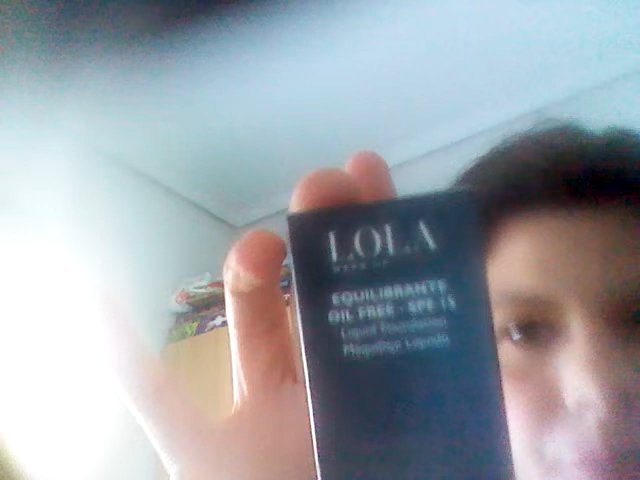 LOLA
EQUILIBRANTE
OIL FREE - SPF 15
Liquid Foundation
Maquillaje Líquido